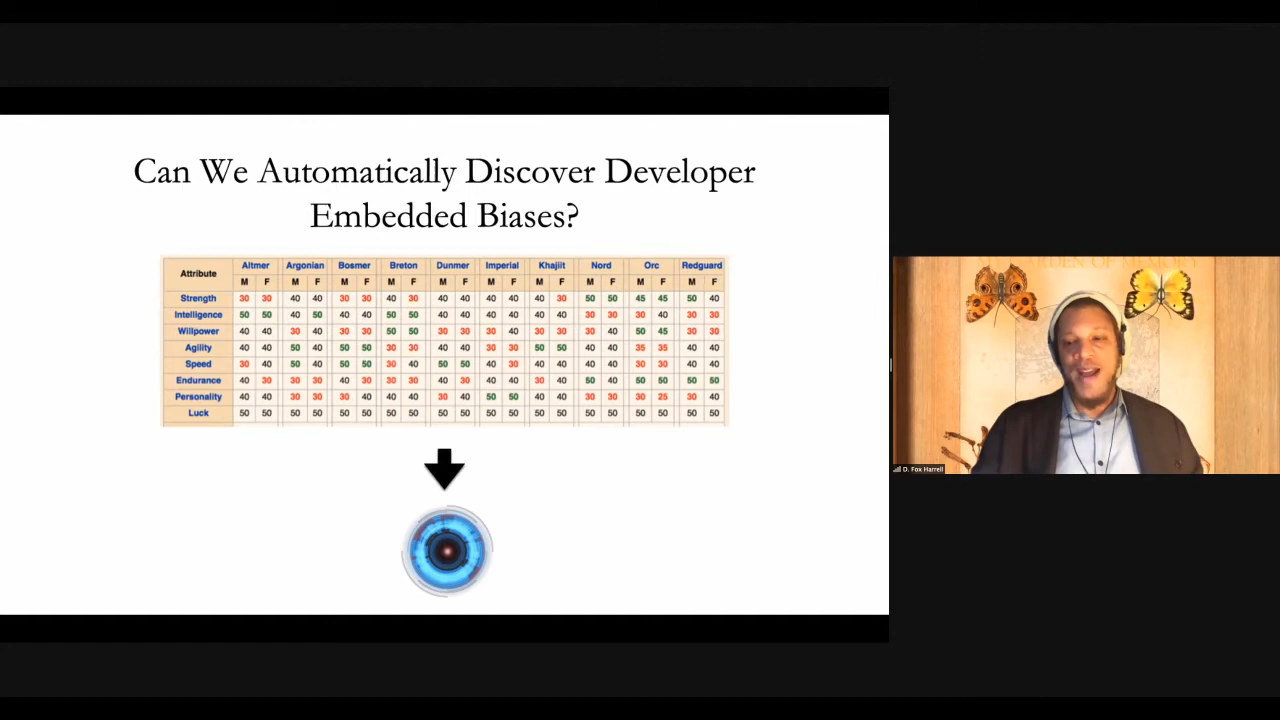 Can We Automatically Discover Developer
Embedded Biases?
Attribute Altmer Argonian Bosmer Breton Dunmer Imperial Khajiit Nord Orc Redguard
M F M F M F M F M F M F M F M F M F M F
Strength 30 30 40 40 30 30 40 30 40 40 40 40 40 30 50 50 45 45 50 40
Intelligence 50 50 40 50 40 40 50 50 40 40 40 40 40 40 30 30 30 40 30 30
Willpower 40 40 30 40 30 30 50 50 30 30 30 40 30 30 30 40 50 45 30 30
Agility 40 40 50 40 50 50 30 30 40 40 30 30 50 50 40 40 35 35 40 40
Speed 30 40 50 40 50 50 30 40 50 50 40 30 40 40 40 40 30 30 40 40
Endurance 40 30 30 30 40 30 30 30 40 30 40 40 30 40 50 40 50 50 50 50
Personality 40 40 30 30 30 40 40 40 30 40 50 50 40 40 30 30 30 25 30 40
Luck 50 50 50 50 50 50 50 50 50 50 50 50 50 50 50 50 50 50 50 50
D. Fox Harrell